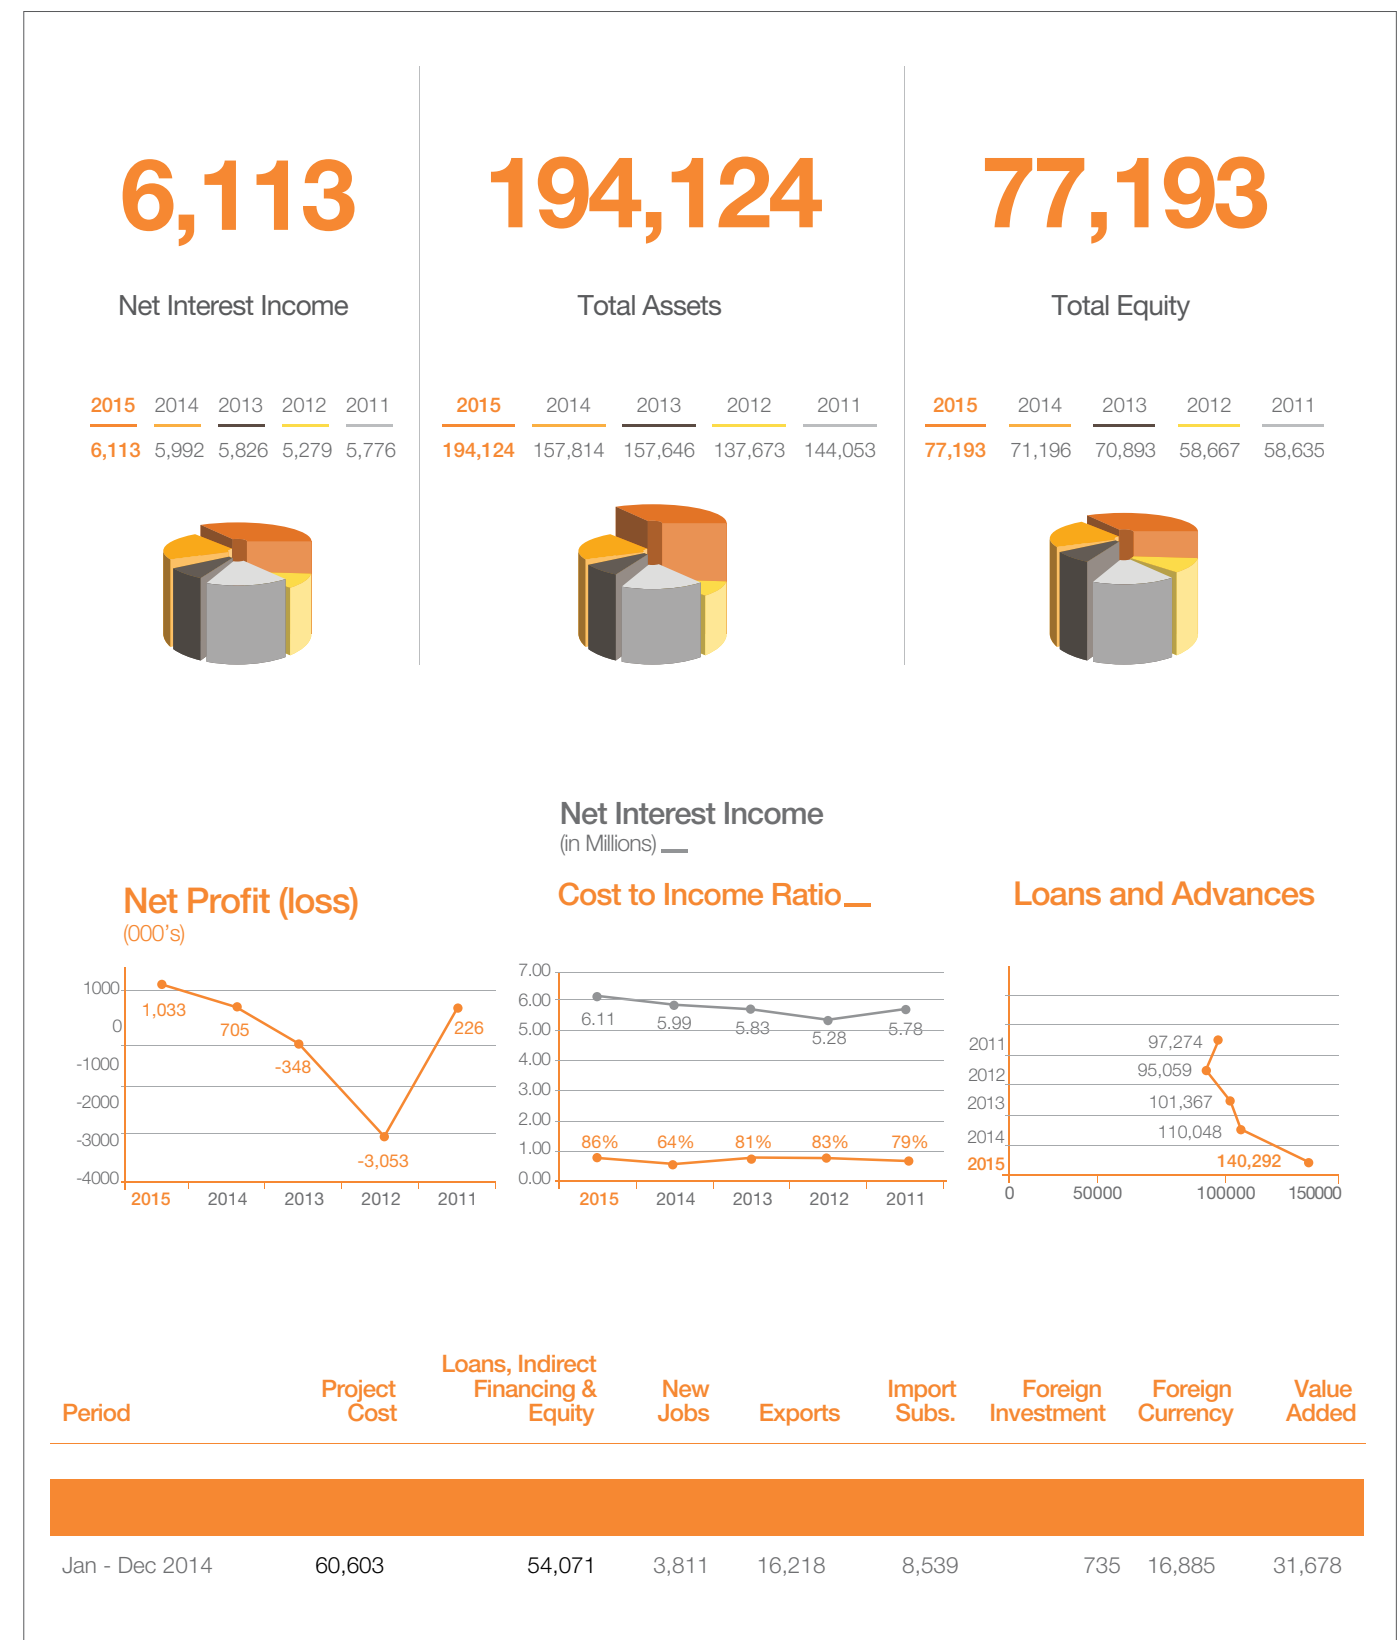 6,113
Net Interest Income
2015 2014 2013 2012 2011
6,113 5,992 5,826 5,279 5,776
194,124
Total Assets
2015 2014 2013 2012 2011
194,124 157,814 157,646 137,673 144,053
77,193
Total Equity
2015 2014 2013 2012 2011
77,193 71,196 70,893 58,667 58,635
Net Profit (loss)
(000's)
1000
0
-1000
-2000
-3000
-4000
1,033
705
-348
-3,053
226
2015 2014 2013 2012 2011
Net Interest Income
(in Millions)
Cost to Income Ratio
7.00
6.00
5.00
4.00
3.00
2.00
1.00
0.00
6.11 5.99 5.83 5.28 5.78
86% 64% 81% 83% 79%
2015 2014 2013 2012 2011
Loans and Advances
2011 97,274
2012 95,059
2013 101,367
2014 110,048
2015 140,292
0 50000 100000 150000
Period Project Cost Loans, Indirect Financing & Equity New Jobs Exports Import Subs. Foreign Investment Foreign Currency Value Added
Jan - Dec 2014 60,603 54,071 3,811 16,218 8,539 735 16,885 31,678